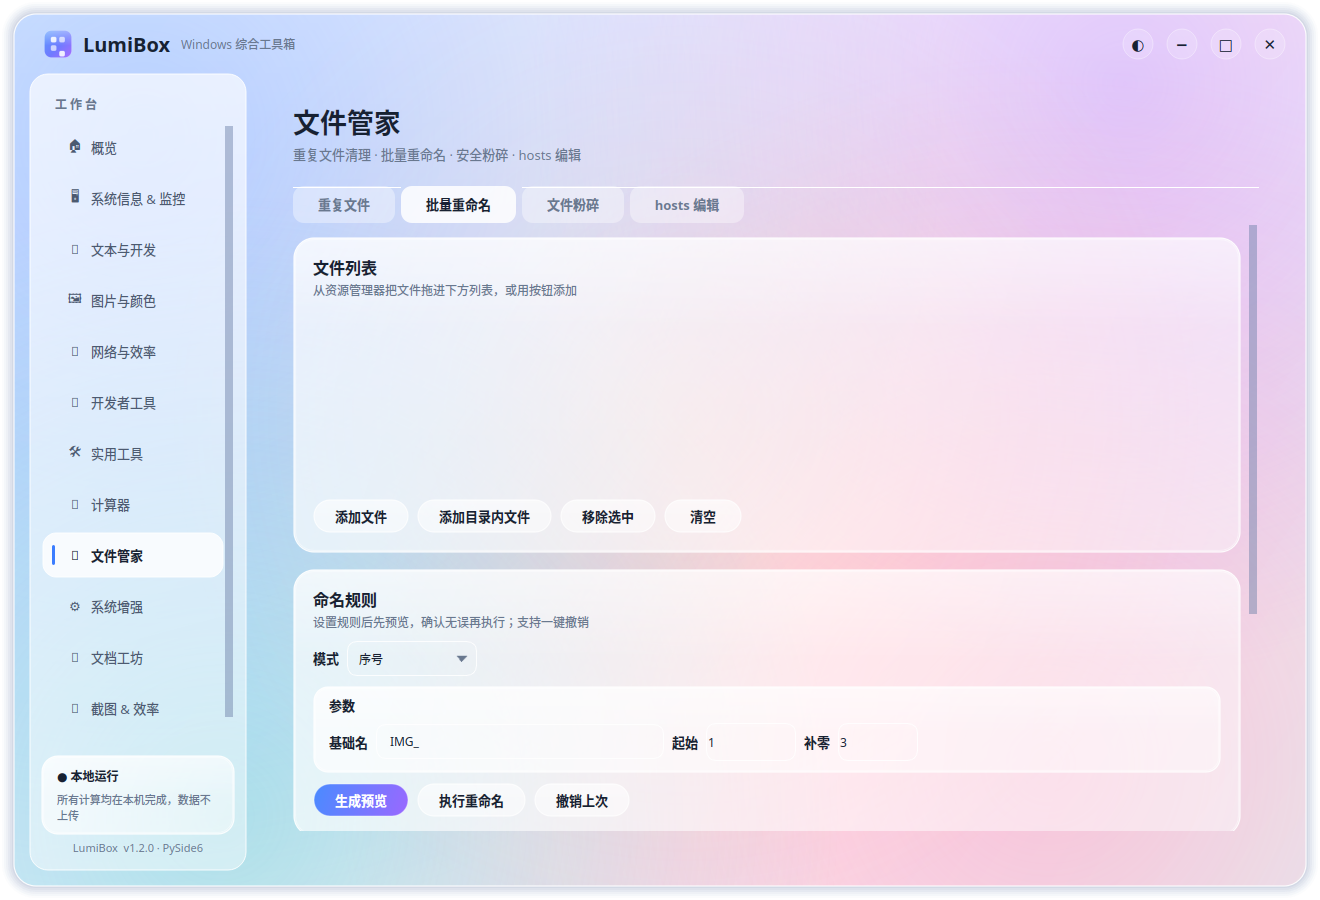 LumiBox Windows 综合工具箱
工作台
概览
系统信息 & 监控
文本与开发
图片与颜色
网络与效率
开发者工具
实用工具
计算器
文件管家
系统增强
文档工坊
截图 & 效率
● 本地运行
所有计算均在本机完成，数据不
上传
LumiBox v1.2.0 · PySide6
文件管家
重复文件清理 · 批量重命名 · 安全粉碎 · hosts 编辑
重复文件 批量重命名 文件粉碎 hosts 编辑
文件列表
从资源管理器把文件拖进下方列表，或用按钮添加
添加文件 添加目录内文件 移除选中 清空
命名规则
设置规则后先预览，确认无误再执行；支持一键撤销
模式 序号
参数
基础名 IMG_ 起始 1 补零 3
生成预览 执行重命名 撤销上次